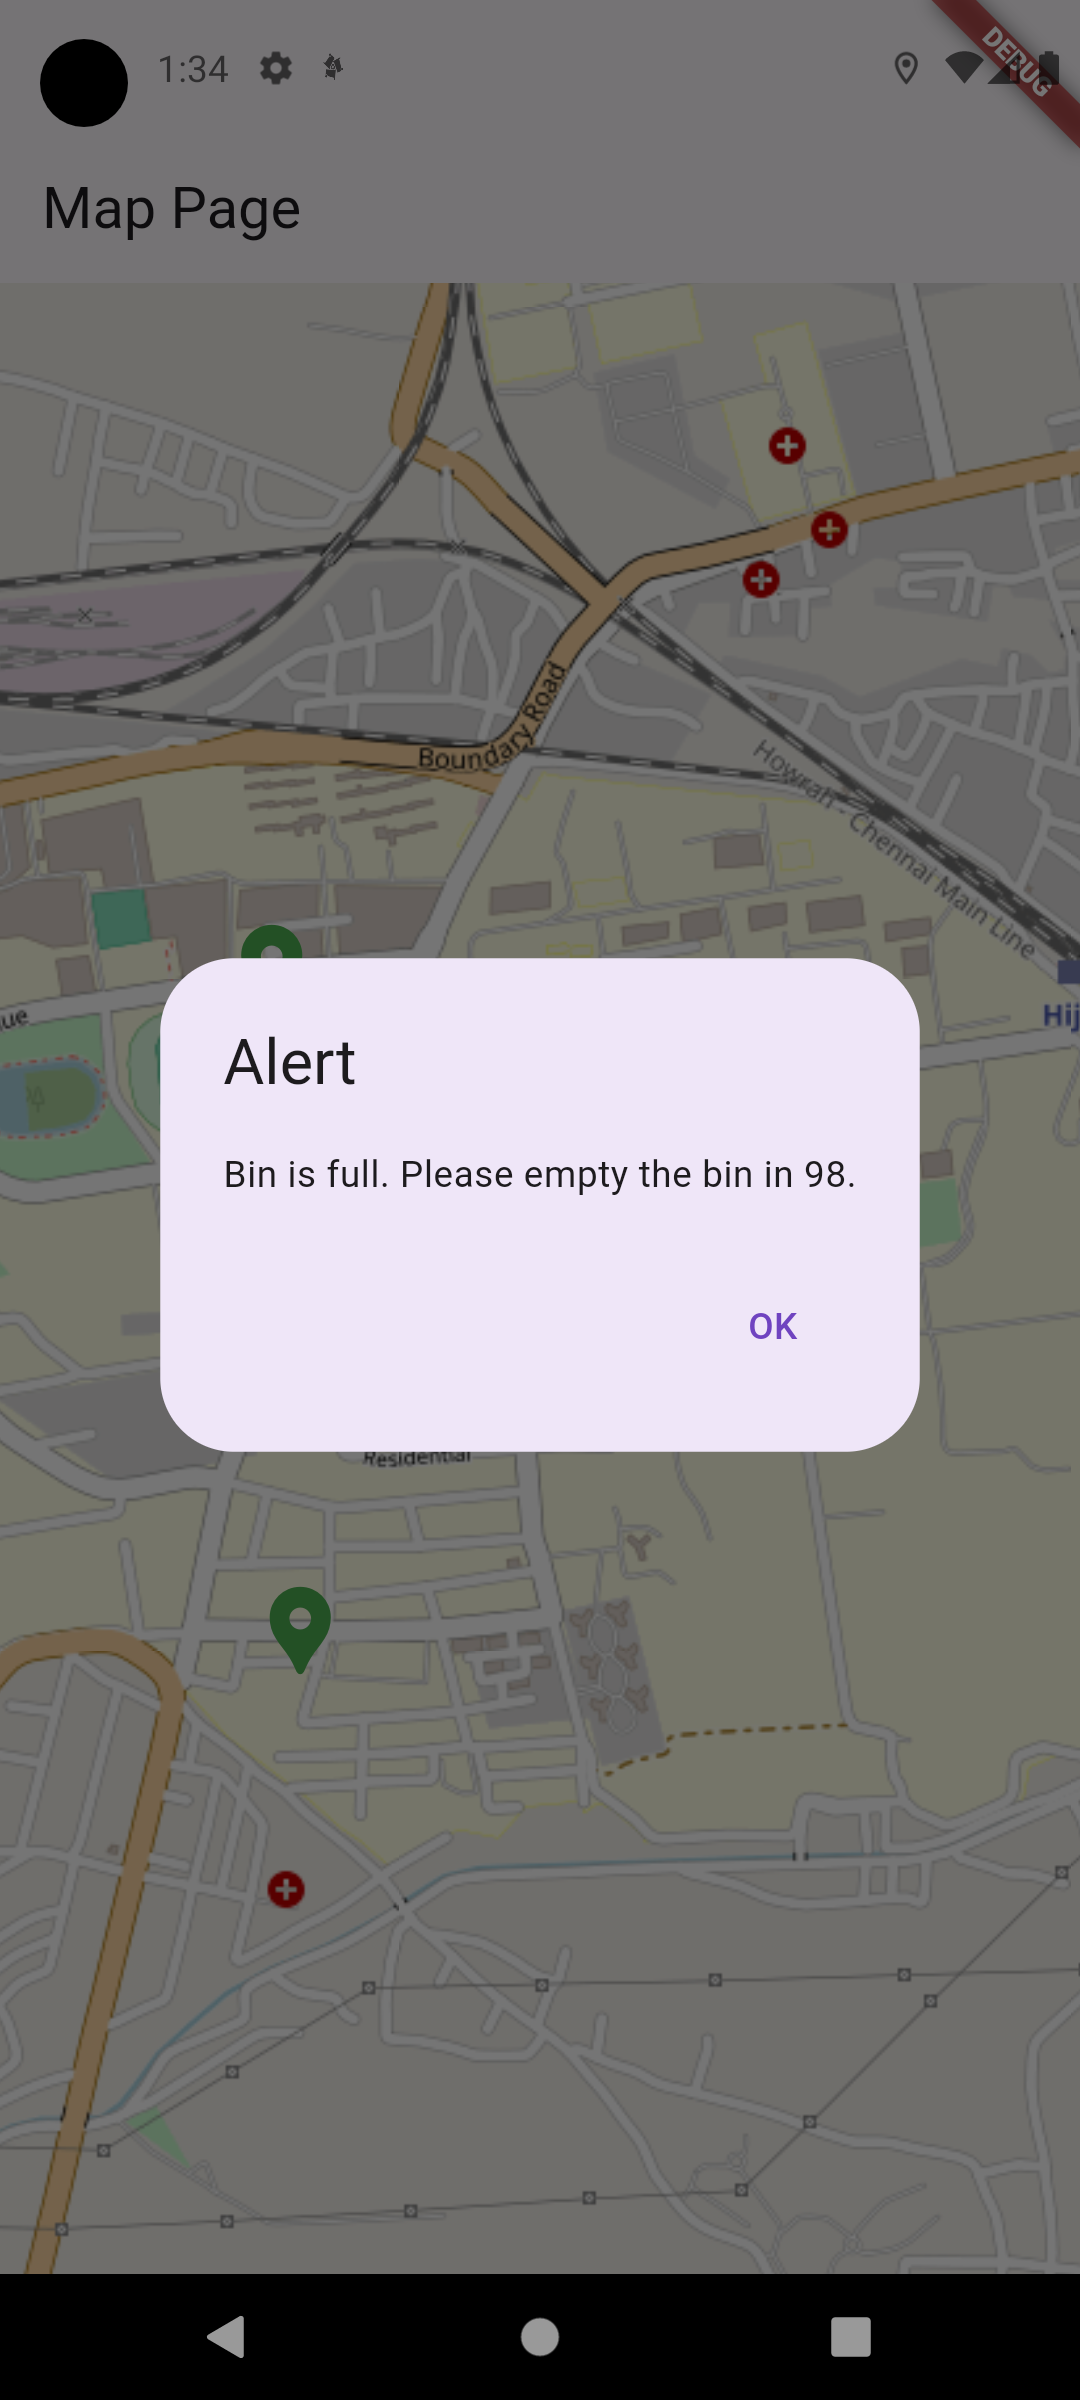 1:34
DEBUG
Map Page
Boundary Road
Howrah - Chennai Main Line
ue
Hij
Alert
Bin is full. Please empty the bin in 98.
OK
Residential